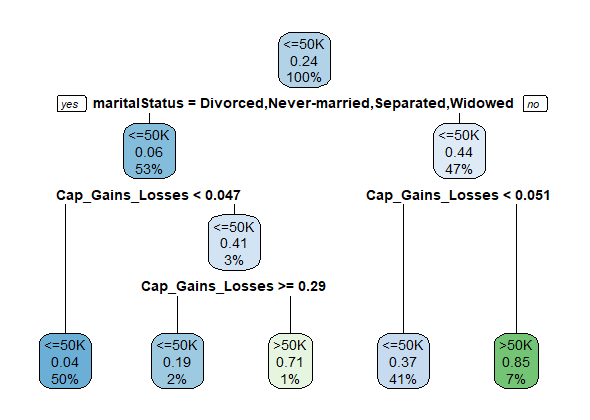 <=50K
0.24
100%
yes maritalStatus = Divorced,Never-married,Separated,Widowed no
<=50K
0.06
53%
<=50K
0.44
47%
Cap_Gains_Losses < 0.047
Cap_Gains_Losses < 0.051
<=50K
0.41
3%
Cap_Gains_Losses >= 0.29
<=50K
0.04
50%
<=50K
0.19
2%
>50K
0.71
1%
<=50K
0.37
41%
>50K
0.85
7%